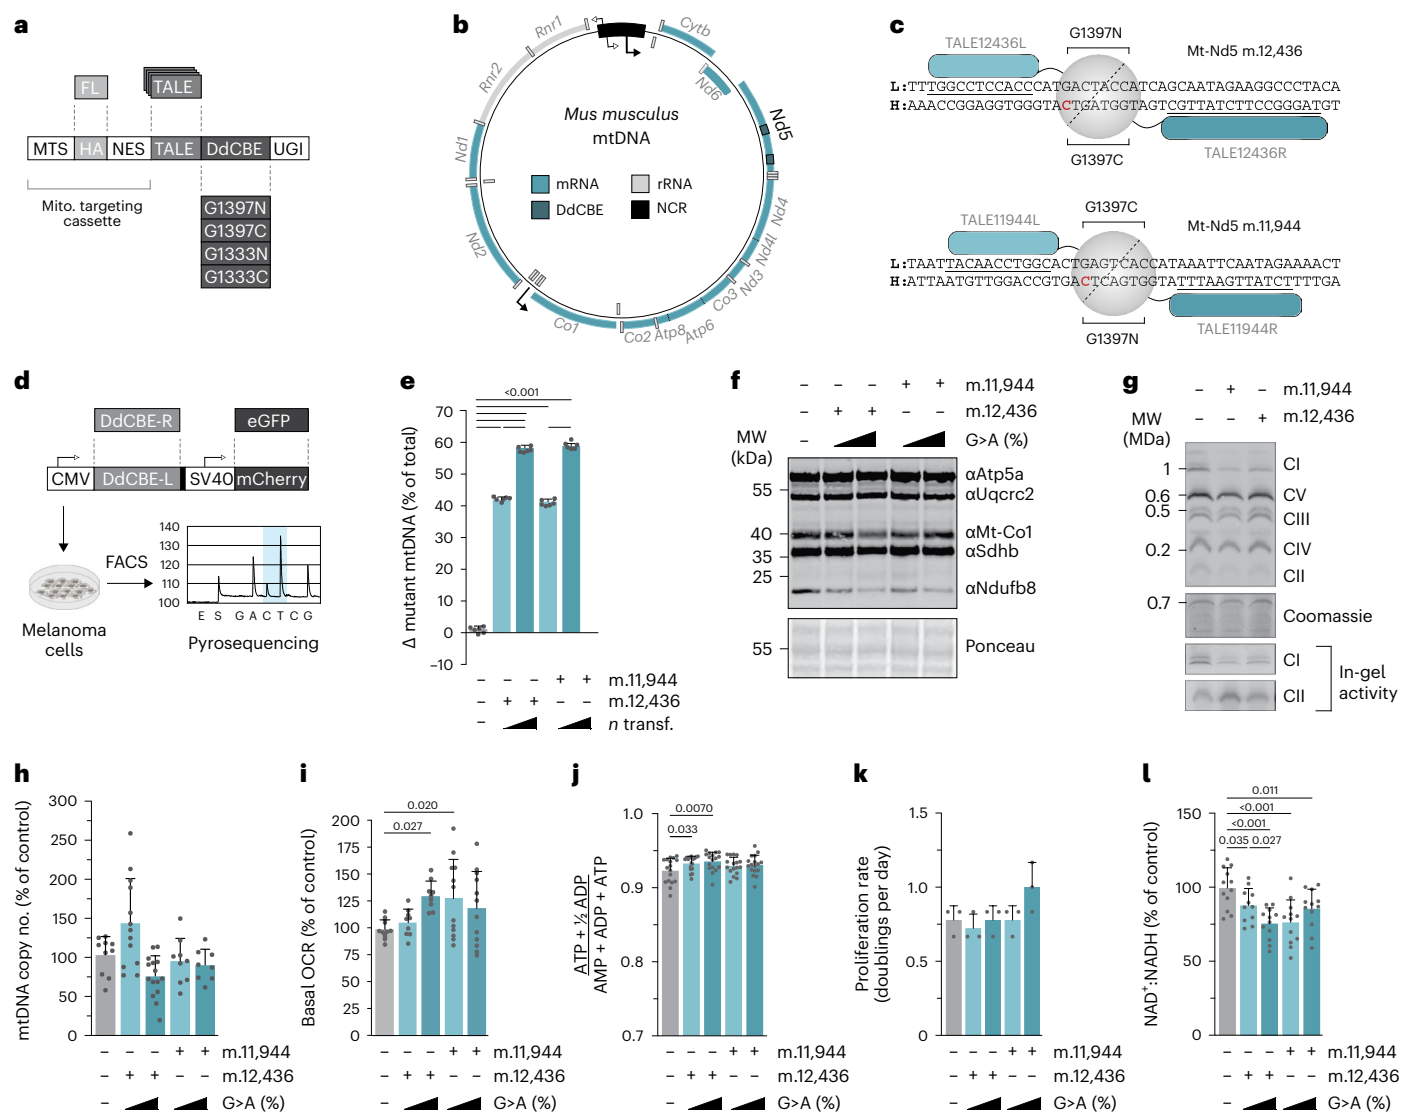 a
FL
TALE
MTS HA NES TALE DdCBE UGI
Mito. targeting
cassette
G1397N
G1397C
G1333N
G1333C
b
Rnr1
Cytb
Rnr2
Nd6
Nd5
Nd1
Mus musculus
mtDNA
mRNA
rRNA
DdCBE
NCR
Nd4
Nd2
Nd4l
Nd3
Co3
Co1
Co2
Atp8
Atp6
c
G1397N
TALE12436L
Mt-Nd5 m.12,436
L:TTTGGCCTCCACCCATGACTACCATCAGCAATAGAAGGCCCTACA
H:AAACCGGAGGTGGGTACTGATGGTAGTCGTTATCTTCCGGGATGT
G1397C
TALE12436R
G1397C
TALE11944L
Mt-Nd5 m.11,944
L:TAATTACAACCTGGCACTGAGTCACCATAAATTCAATAGAAAACT
H:ATTAATGTTGGACCGTGACTCAGTGGTATTTAAGTTATCTTTTGA
G1397N
TALE11944R
d
DdCBE-R
eGFP
CMV DdCBE-L SV40 mCherry
FACS
140
130
120
110
100
E S G A C T C G
Melanoma
cells
Pyrosequencing
e
Δ mutant mtDNA (% of total)
<0.001
70
60
50
40
30
20
10
0
–10
– – – + + m.11,944
– + + – – m.12,436
– n transf.
f
– – – + + m.11,944
– + + – – m.12,436
– G>A (%)
MW
(kDa)
55
40
35
25
55
αAtp5a
αUqcrc2
αMt-Co1
αSdhb
αNdufb8
Ponceau
g
– + – m.11,944
– – + m.12,436
MW
(MDa)
1
0.6
0.5
0.2
0.7
CI
CV
CIII
CIV
CII
Coomassie
CI
CII
In-gel
activity
h
mtDNA copy no. (% of control)
300
250
200
150
100
50
0
– – – + + m.11,944
– + + – – m.12,436
– G>A (%)
i
Basal OCR (% of control)
0.020
0.027
200
175
150
125
100
75
50
25
0
– – – + +
– + + – –
–
j
ATP + ½ ADP
AMP + ADP + ATP
0.0070
0.033
1.0
0.9
0.8
0.7
– – – + + m.11,944
– + + – – m.12,436
– G>A (%)
k
Proliferation rate
(doublings per day)
1.5
1.0
0.5
0
– – – + + m.11,944
– + + – – m.12,436
– G>A (%)
l
NAD⁺:NADH (% of control)
0.011
<0.001
<0.001
0.035 0.027
150
100
50
0
– – – + + m.11,944
– + + – – m.12,436
– G>A (%)